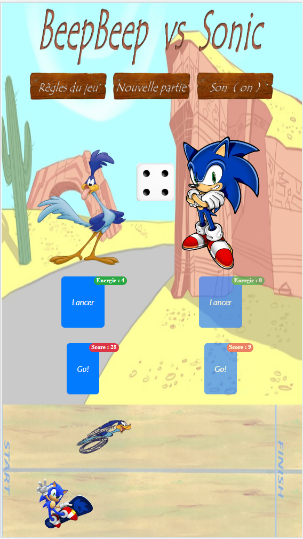 BeepBeep vs Sonic
Règles du jeu Nouvelle partie Son ( on )
Energie : 4 Energie : 0
Lancer Lancer
Score : 28 Score : 9
Go! Go!
START FINISH